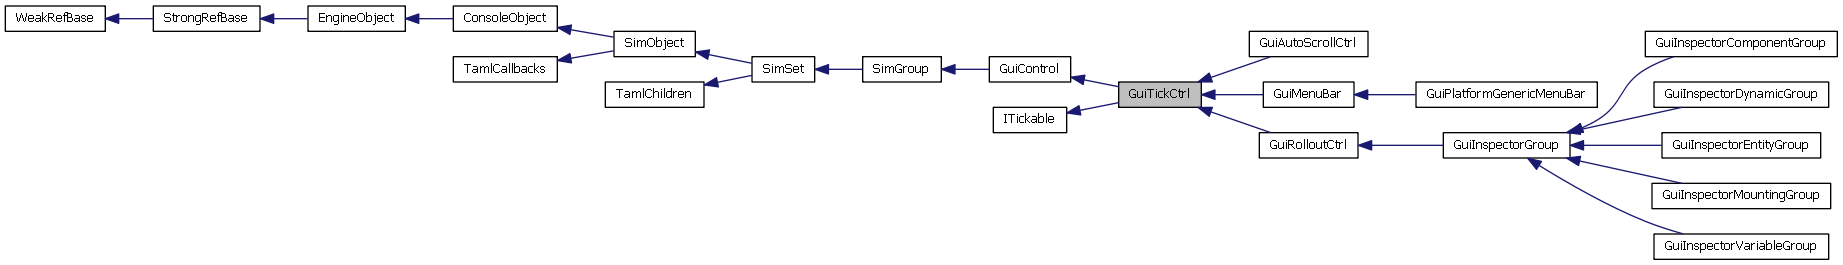 WeakRefBase
StrongRefBase
EngineObject
ConsoleObject
TamlCallbacks
SimObject
TamlChildren
SimSet
SimGroup
GuiControl
ITickable
GuiTickCtrl
GuiAutoScrollCtrl
GuiMenuBar
GuiPlatformGenericMenuBar
GuiRolloutCtrl
GuiInspectorGroup
GuiInspectorComponentGroup
GuiInspectorDynamicGroup
GuiInspectorEntityGroup
GuiInspectorMountingGroup
GuiInspectorVariableGroup